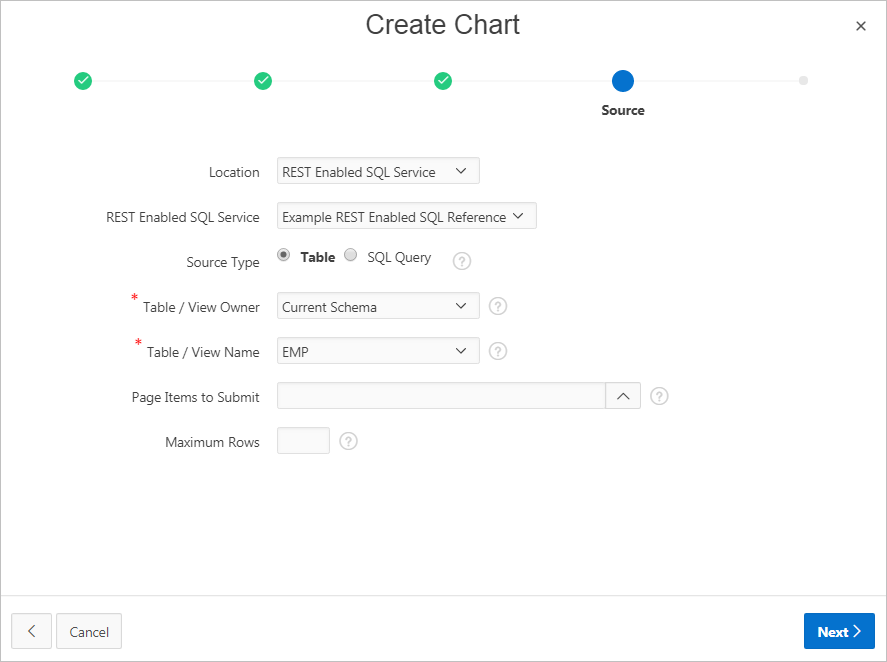 Create Chart
Source
Location REST Enabled SQL Service
REST Enabled SQL Service Example REST Enabled SQL Reference
Source Type Table SQL Query ?
* Table / View Owner Current Schema ?
* Table / View Name EMP ?
Page Items to Submit ?
Maximum Rows ?
Cancel Next